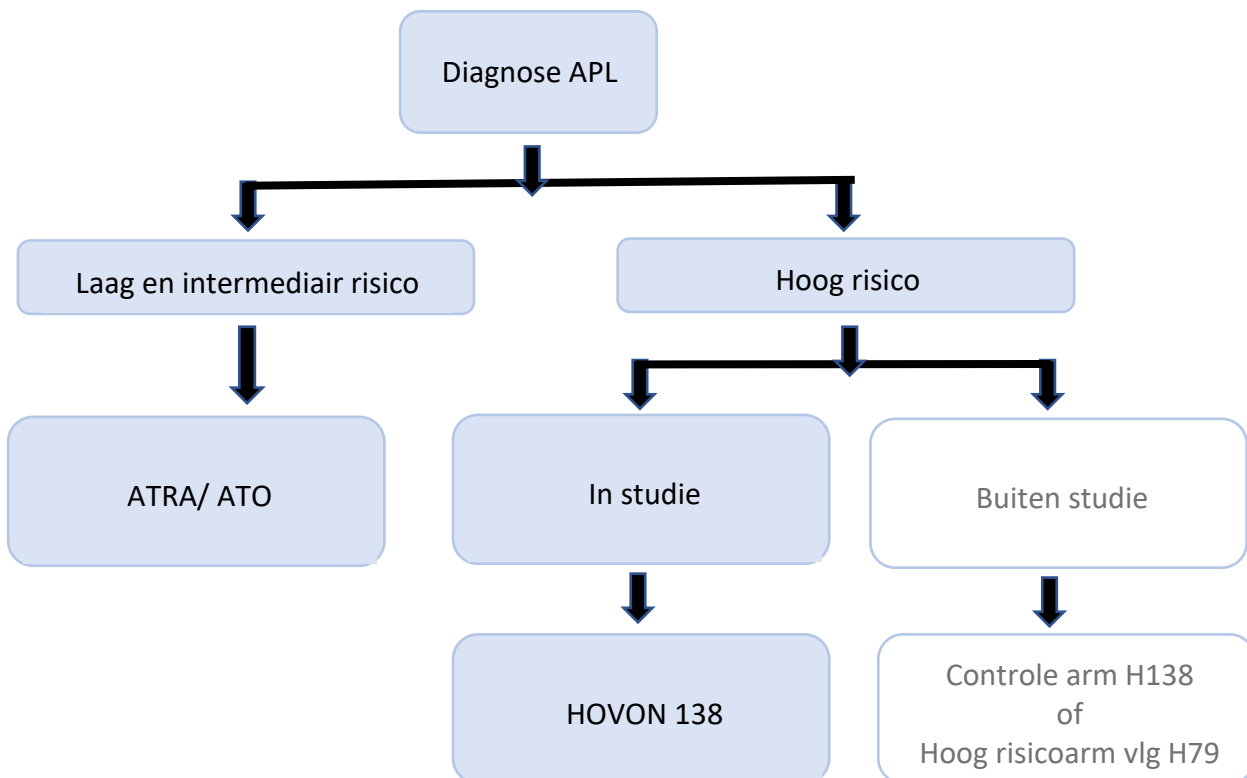 Diagnose APL
Laag en intermediair risico
Hoog risico
ATRA/ ATO
In studie
Buiten studie
HOVON 138
Controle arm H138
of
Hoog risicoarm vlg H79